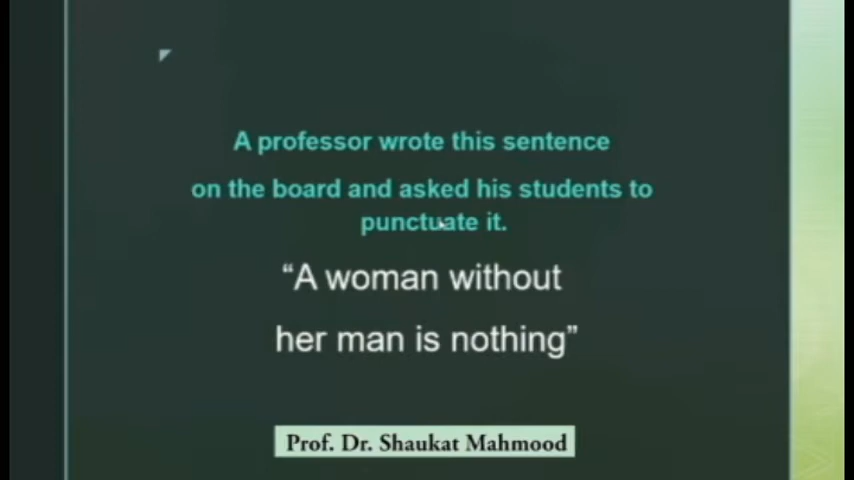 A professor wrote this sentence
on the board and asked his students to
punctuate it.
“A woman without
her man is nothing”
Prof. Dr. Shaukat Mahmood